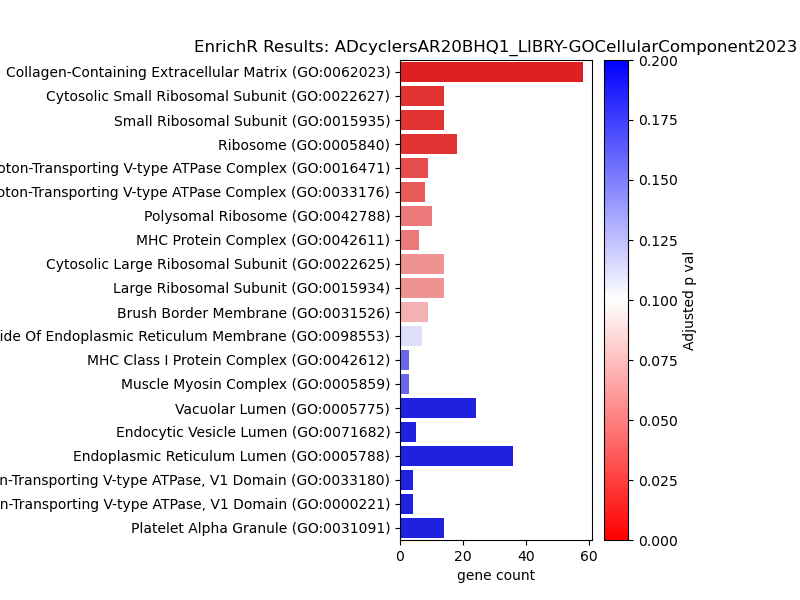 EnrichR Results: ADcyclersAR20BHQ1_LIBRY-GOCellularComponent2023
Collagen-Containing Extracellular Matrix (GO:0062023)
Cytosolic Small Ribosomal Subunit (GO:0022627)
Small Ribosomal Subunit (GO:0015935)
Ribosome (GO:0005840)
oton-Transporting V-type ATPase Complex (GO:0016471)
oton-Transporting V-type ATPase Complex (GO:0033176)
Polysomal Ribosome (GO:0042788)
MHC Protein Complex (GO:0042611)
Cytosolic Large Ribosomal Subunit (GO:0022625)
Large Ribosomal Subunit (GO:0015934)
Brush Border Membrane (GO:0031526)
ide Of Endoplasmic Reticulum Membrane (GO:0098553)
MHC Class I Protein Complex (GO:0042612)
Muscle Myosin Complex (GO:0005859)
Vacuolar Lumen (GO:0005775)
Endocytic Vesicle Lumen (GO:0071682)
Endoplasmic Reticulum Lumen (GO:0005788)
n-Transporting V-type ATPase, V1 Domain (GO:0033180)
n-Transporting V-type ATPase, V1 Domain (GO:0000221)
Platelet Alpha Granule (GO:0031091)
0 20 40 60
gene count
0.200
0.175
0.150
0.125
0.100
0.075
0.050
0.025
0.000
Adjusted p val